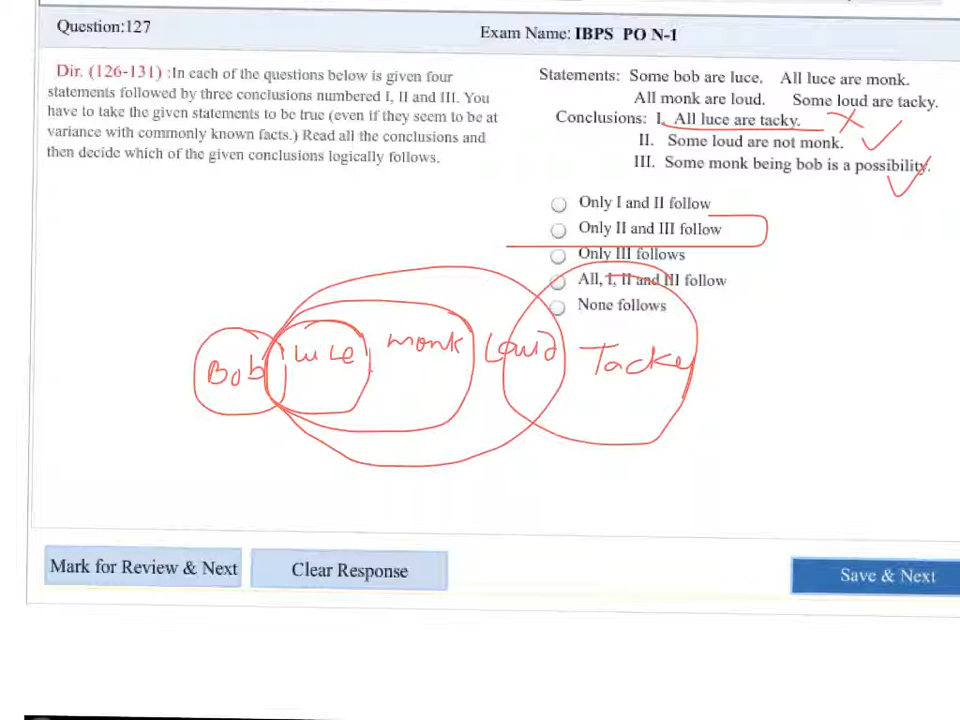 Question:127
Exam Name: IBPS PO N-1
Dir. (126-131) :In each of the questions below is given four
statements followed by three conclusions numbered I, II and III. You
have to take the given statements to be true (even if they seem to be at
variance with commonly known facts.) Read all the conclusions and
then decide which of the given conclusions logically follows.
Statements: Some bob are luce. All luce are monk.
All monk are loud. Some loud are tacky.
Conclusions: I. All luce are tacky.
II. Some loud are not monk.
III. Some monk being bob is a possibility.
Only I and II follow
Only II and III follow
Only III follows
All, I, II and III follow
None follows
Bob luce monk Loud Tacky
Mark for Review & Next
Clear Response
Save & Next